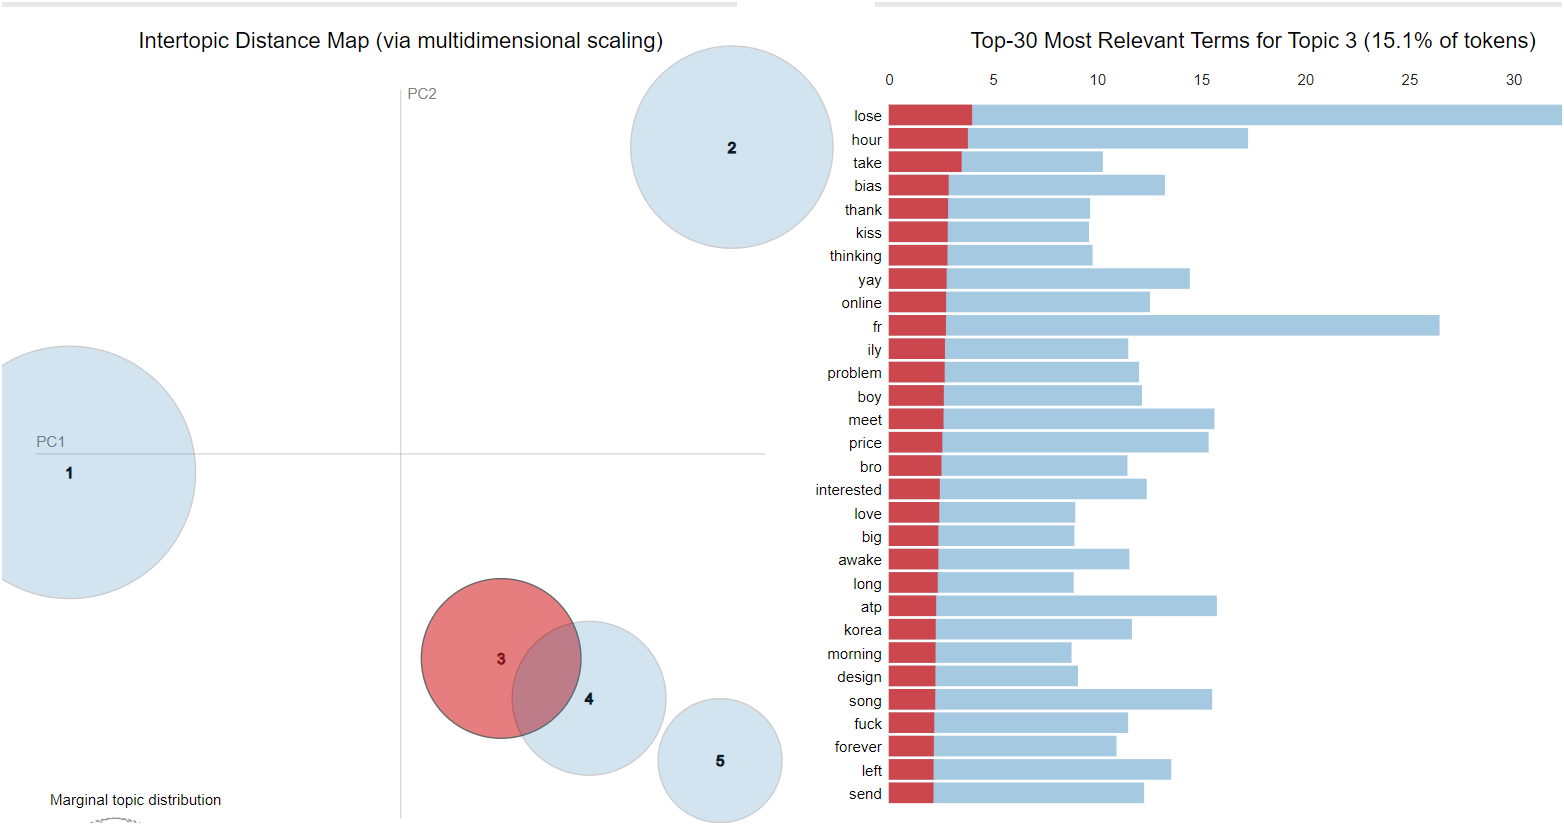 Intertopic Distance Map (via multidimensional scaling)
PC2
PC1
1
2
3
4
5
Marginal topic distribution
Top-30 Most Relevant Terms for Topic 3 (15.1% of tokens)
0 5 10 15 20 25 30
lose
hour
take
bias
thank
kiss
thinking
yay
online
fr
ily
problem
boy
meet
price
bro
interested
love
big
awake
long
atp
korea
morning
design
song
fuck
forever
left
send